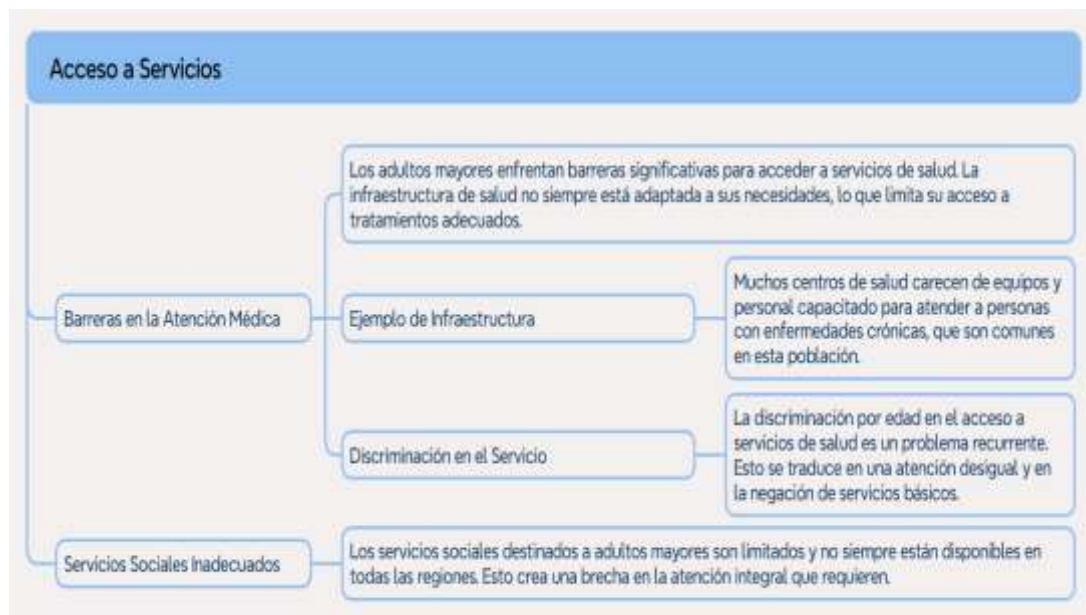 Acceso a Servicios
Los adultos mayores enfrentan barreras significativas para acceder a servicios de salud. La
infraestructura de salud no siempre está adaptada a sus necesidades, lo que limita su acceso a
tratamientos adecuados.
Barreras en la Atención Médica
Ejemplo de Infraestructura
Muchos centros de salud carecen de equipos y
personal capacitado para atender a personas
con enfermedades crónicas, que son comunes
en esta población.
Discriminación en el Servicio
La discriminación por edad en el acceso a
servicios de salud es un problema recurrente.
Esto se traduce en una atención desigual y en
la negación de servicios básicos.
Servicios Sociales Inadecuados
Los servicios sociales destinados a adultos mayores son limitados y no siempre están disponibles en
todas las regiones. Esto crea una brecha en la atención integral que requieren.